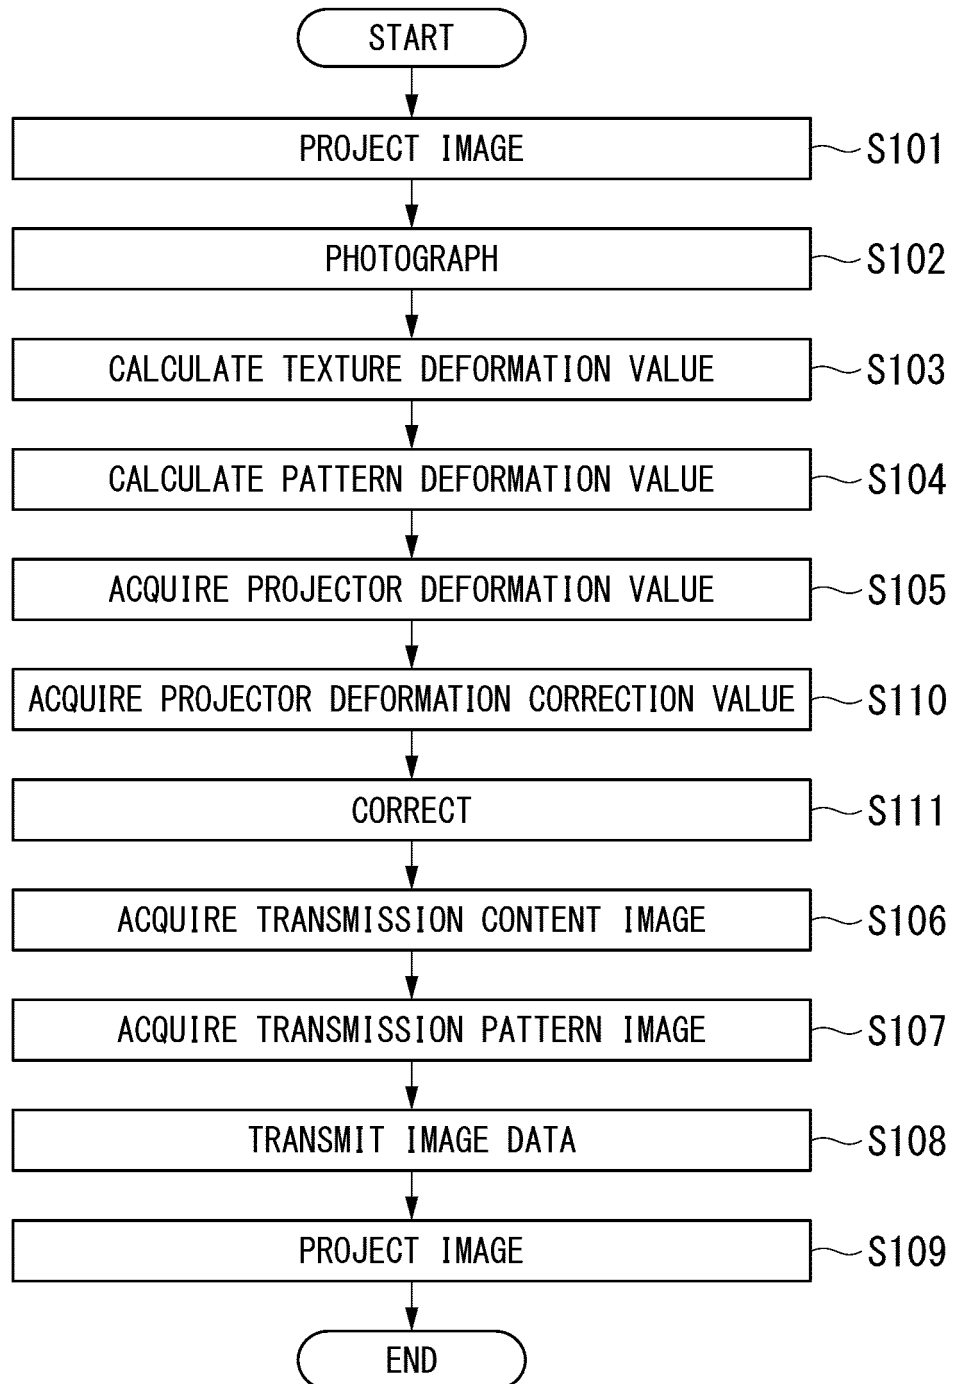 START
PROJECT IMAGE S101
PHOTOGRAPH S102
CALCULATE TEXTURE DEFORMATION VALUE S103
CALCULATE PATTERN DEFORMATION VALUE S104
ACQUIRE PROJECTOR DEFORMATION VALUE S105
ACQUIRE PROJECTOR DEFORMATION CORRECTION VALUE S110
CORRECT S111
ACQUIRE TRANSMISSION CONTENT IMAGE S106
ACQUIRE TRANSMISSION PATTERN IMAGE S107
TRANSMIT IMAGE DATA S108
PROJECT IMAGE S109
END